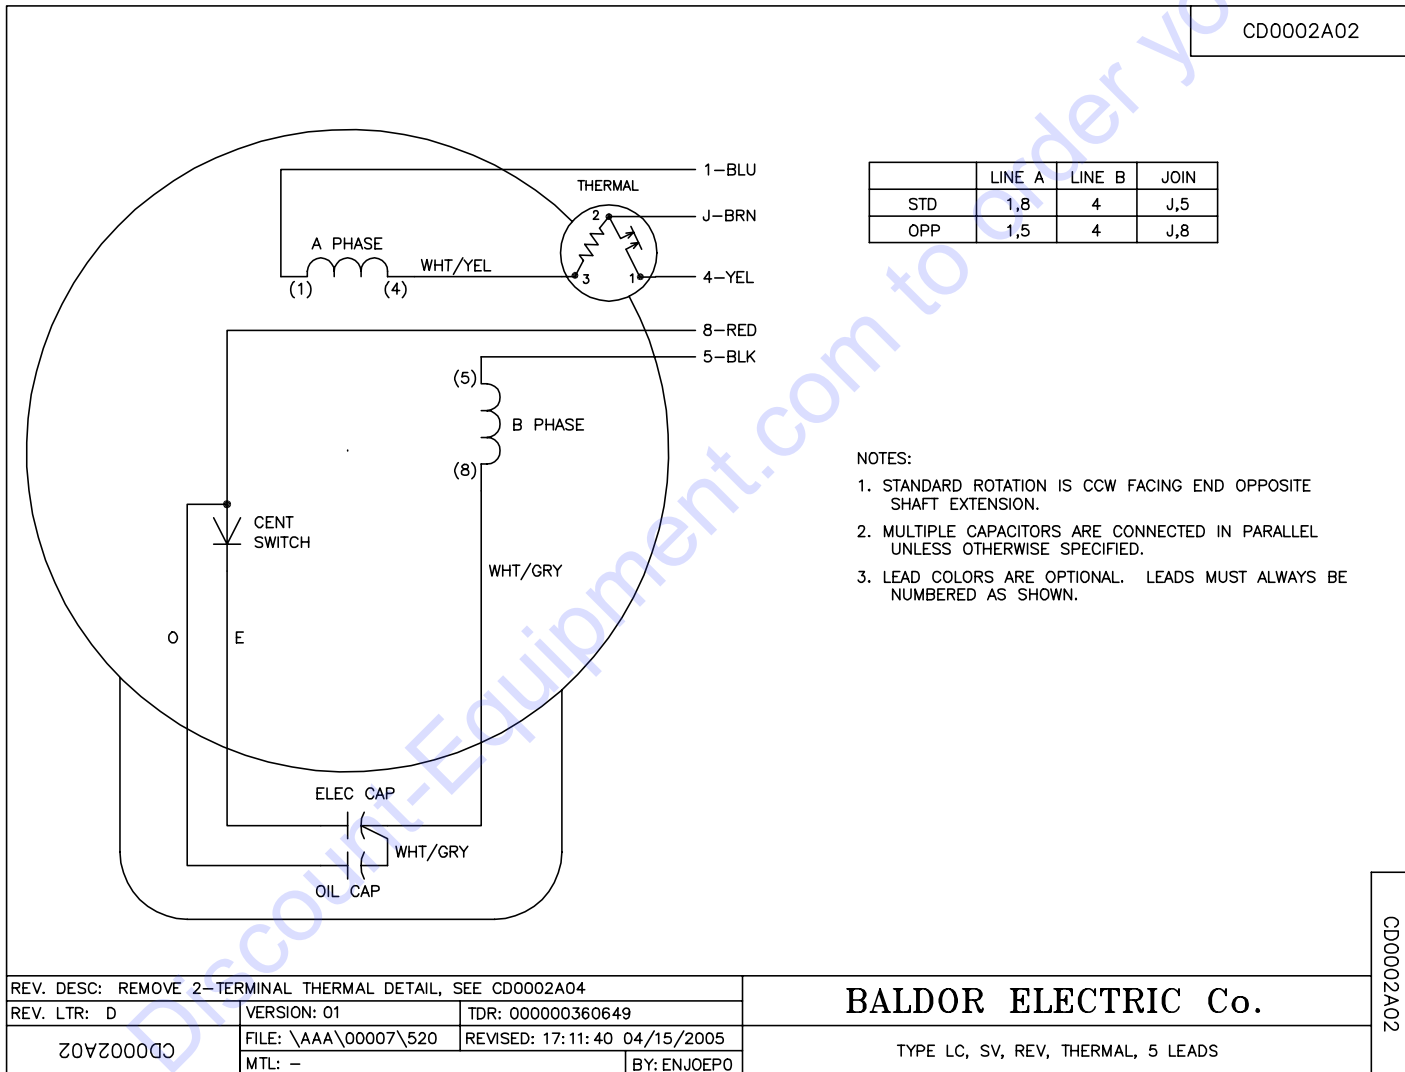 CD0002A02
1-BLU
THERMAL
2
J-BRN
A PHASE
WHT/YEL
3
1
4-YEL
(1)
(4)
8-RED
5-BLK
(5)
B PHASE
(8)
CENT
SWITCH
WHT/GRY
O
E
ELEC CAP
WHT/GRY
OIL CAP
LINE A LINE B JOIN
STD 1,8 4 J,5
OPP 1,5 4 J,8
NOTES:
1. STANDARD ROTATION IS CCW FACING END OPPOSITE
SHAFT EXTENSION.
2. MULTIPLE CAPACITORS ARE CONNECTED IN PARALLEL
UNLESS OTHERWISE SPECIFIED.
3. LEAD COLORS ARE OPTIONAL. LEADS MUST ALWAYS BE
NUMBERED AS SHOWN.
Discount-Equipment.com to order yo
CD0002A02
REV. DESC: REMOVE 2-TERMINAL THERMAL DETAIL, SEE CD0002A04
REV. LTR: D
VERSION: 01
TDR: 000000360649
CD0002A02
FILE: \AAA\00007\520
REVISED: 17:11:40 04/15/2005
MTL: -
BY: ENJOEPO
BALDOR ELECTRIC Co.
TYPE LC, SV, REV, THERMAL, 5 LEADS